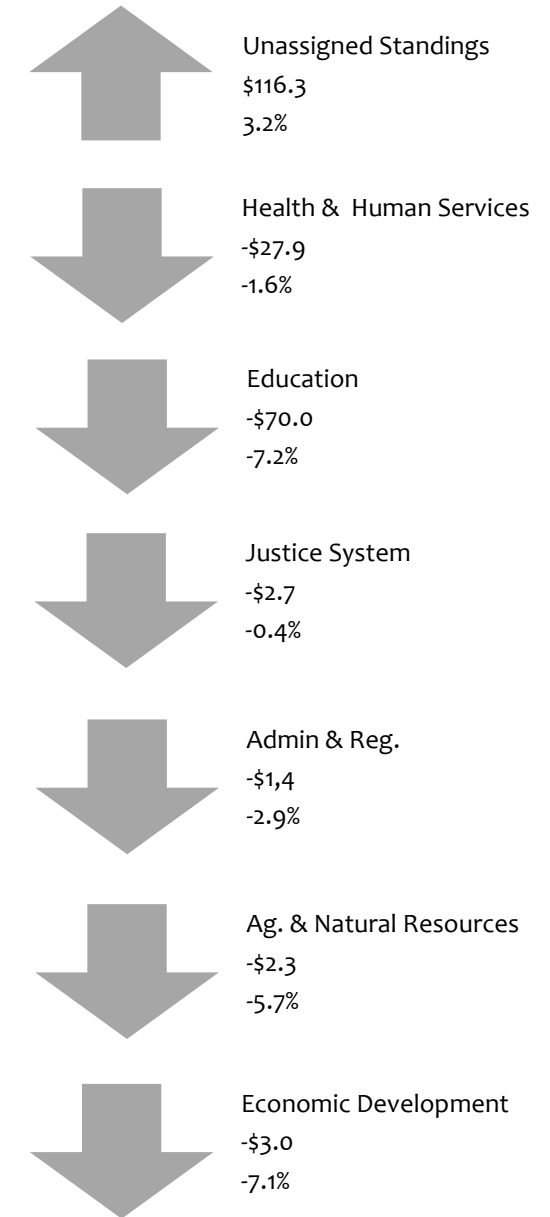 Unassigned Standings
$116.3
3.2%
Health &  Human Services
-$27.9
-1.6%
Education
-$70.0
-7.2%
Justice System
-$2.7
-0.4%
Admin & Reg.
-$1,4
-2.9%
Ag. & Natural Resources
-$2.3
-5.7%
Economic Development
-$3.0
-7.1%